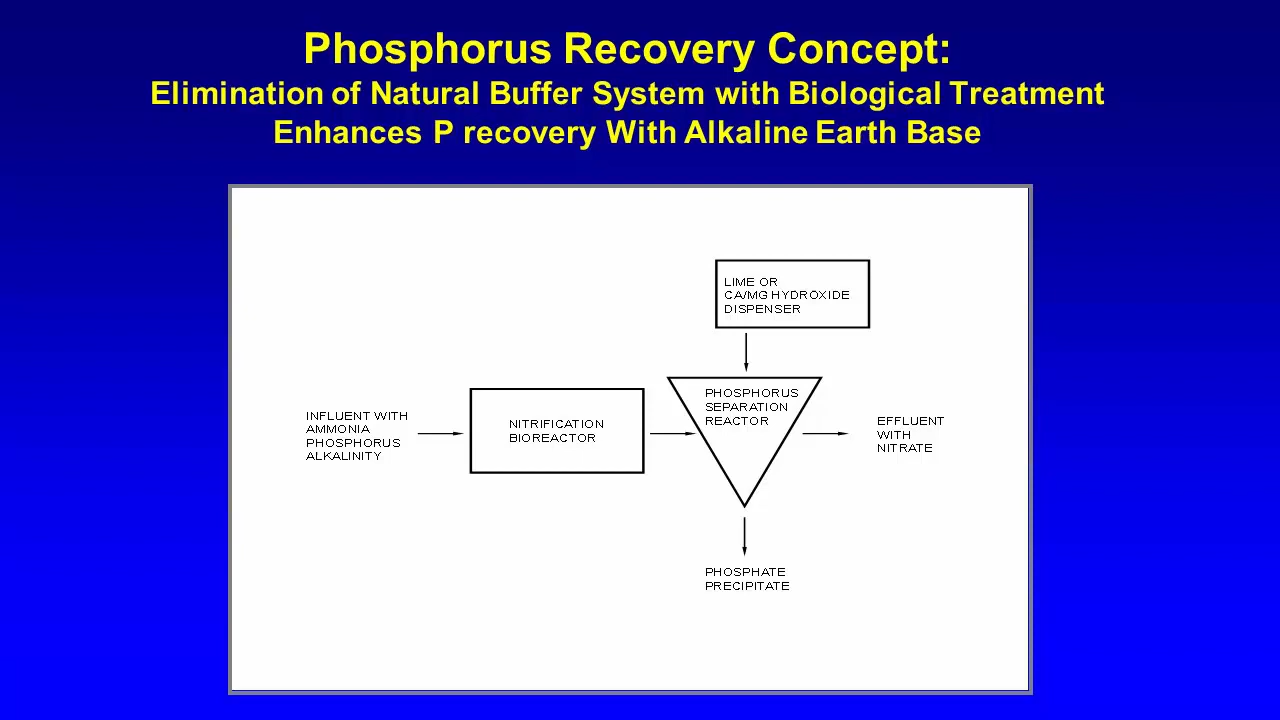 Phosphorus Recovery Concept:
Elimination of Natural Buffer System with Biological Treatment
Enhances P recovery With Alkaline Earth Base
LIME OR
CA/MG HYDROXIDE
DISPENSER
INFLUENT WITH
AMMONIA
PHOSPHORUS
ALKALINITY
NITRIFICATION
BIOREACTOR
PHOSPHORUS
SEPARATION
REACTOR
EFFLUENT
WITH
NITRATE
PHOSPHATE
PRECIPITATE